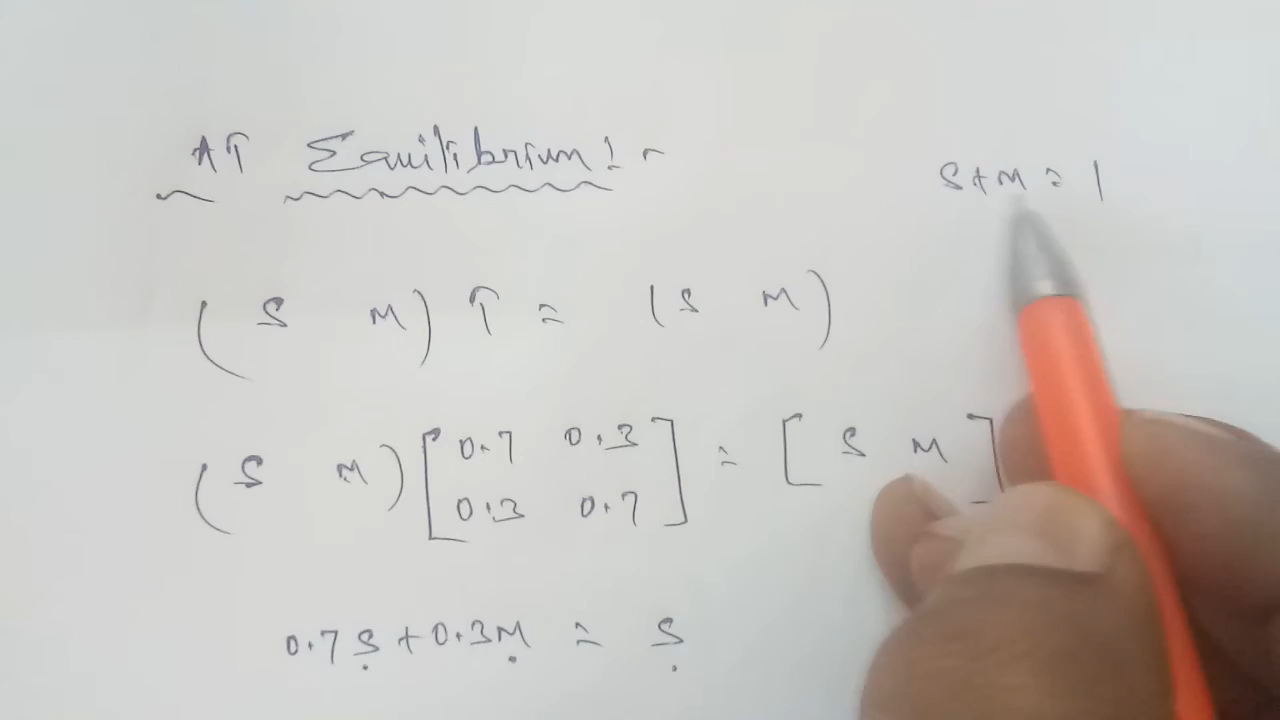 AT Equilibrium:-
S+M=1
(S M) T = (S M)
(S M) [0.7 0.3 = [S M]
0.3 0.7]
0.7S+0.3M = S